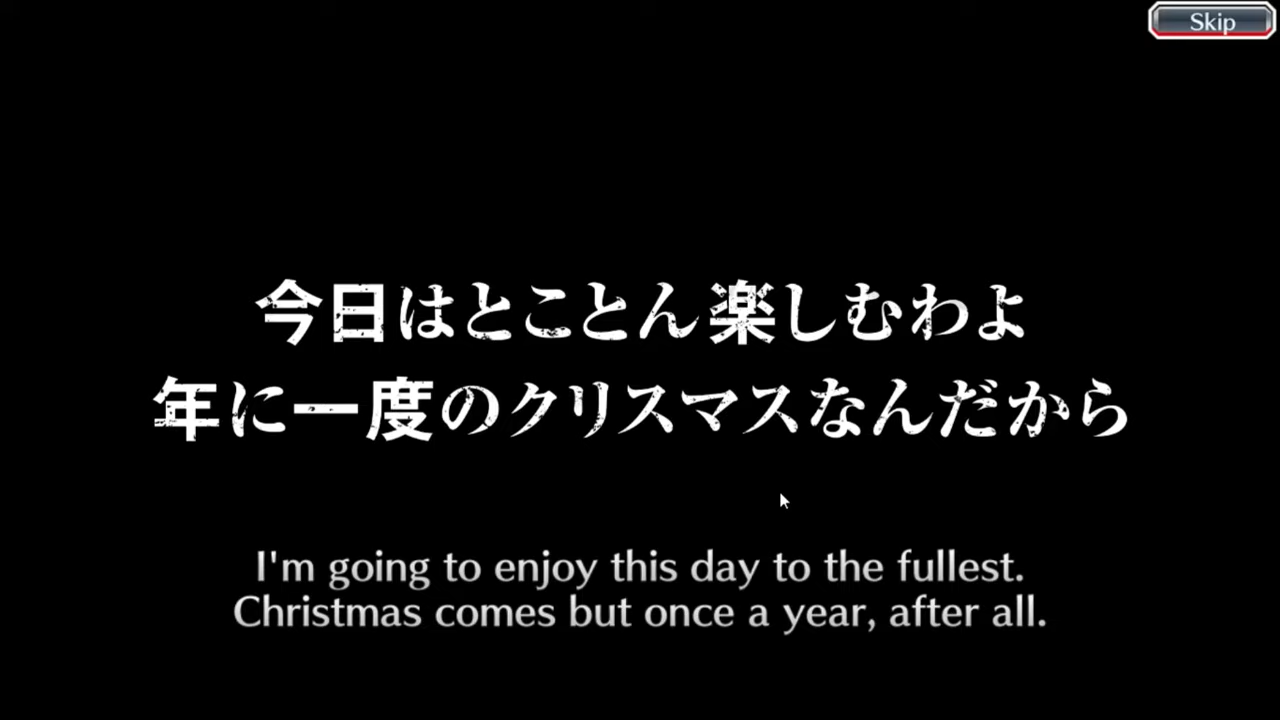 Skip
今日はとことん楽しむわよ
年に一度のクリスマスなんだから
I'm going to enjoy this day to the fullest.
Christmas comes but once a year, after all.